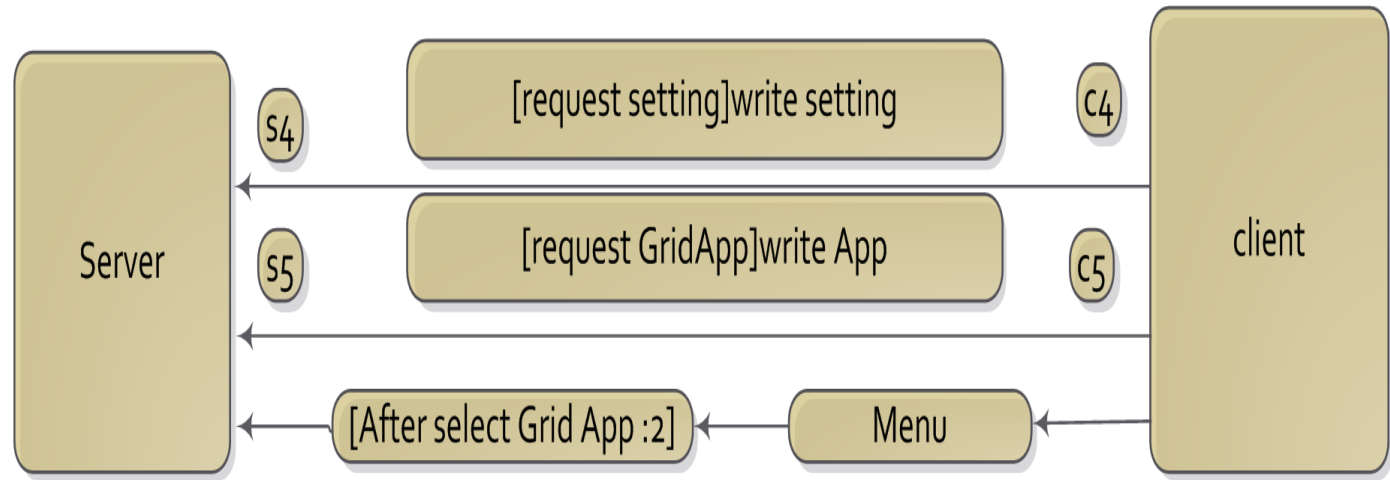 [request setting]write setting
s4
c4
Server
[request GridApp]write App
client
s5
c5
[After select Grid App :2]
Menu